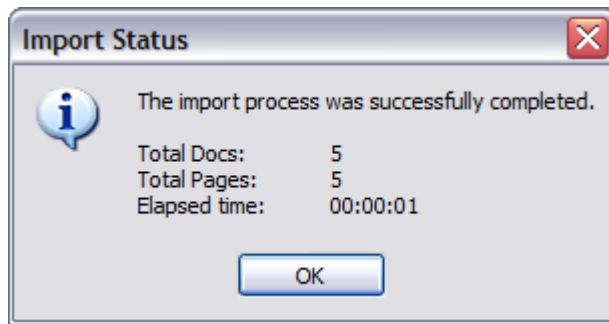 Import Status
The import process was successfully completed.
Total Docs: 5
Total Pages: 5
Elapsed time: 00:00:01
OK